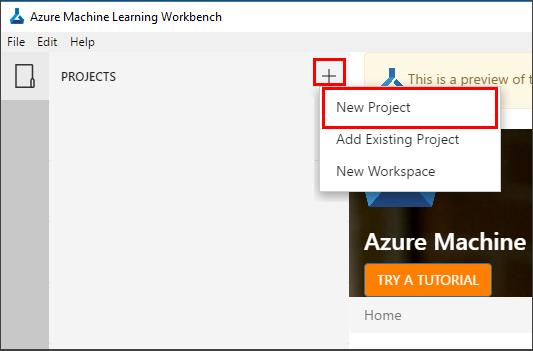 Azure Machine Learning Workbench
File Edit Help
PROJECTS
This is a preview of t
New Project
Add Existing Project
New Workspace
Azure Machine
TRY A TUTORIAL
Home